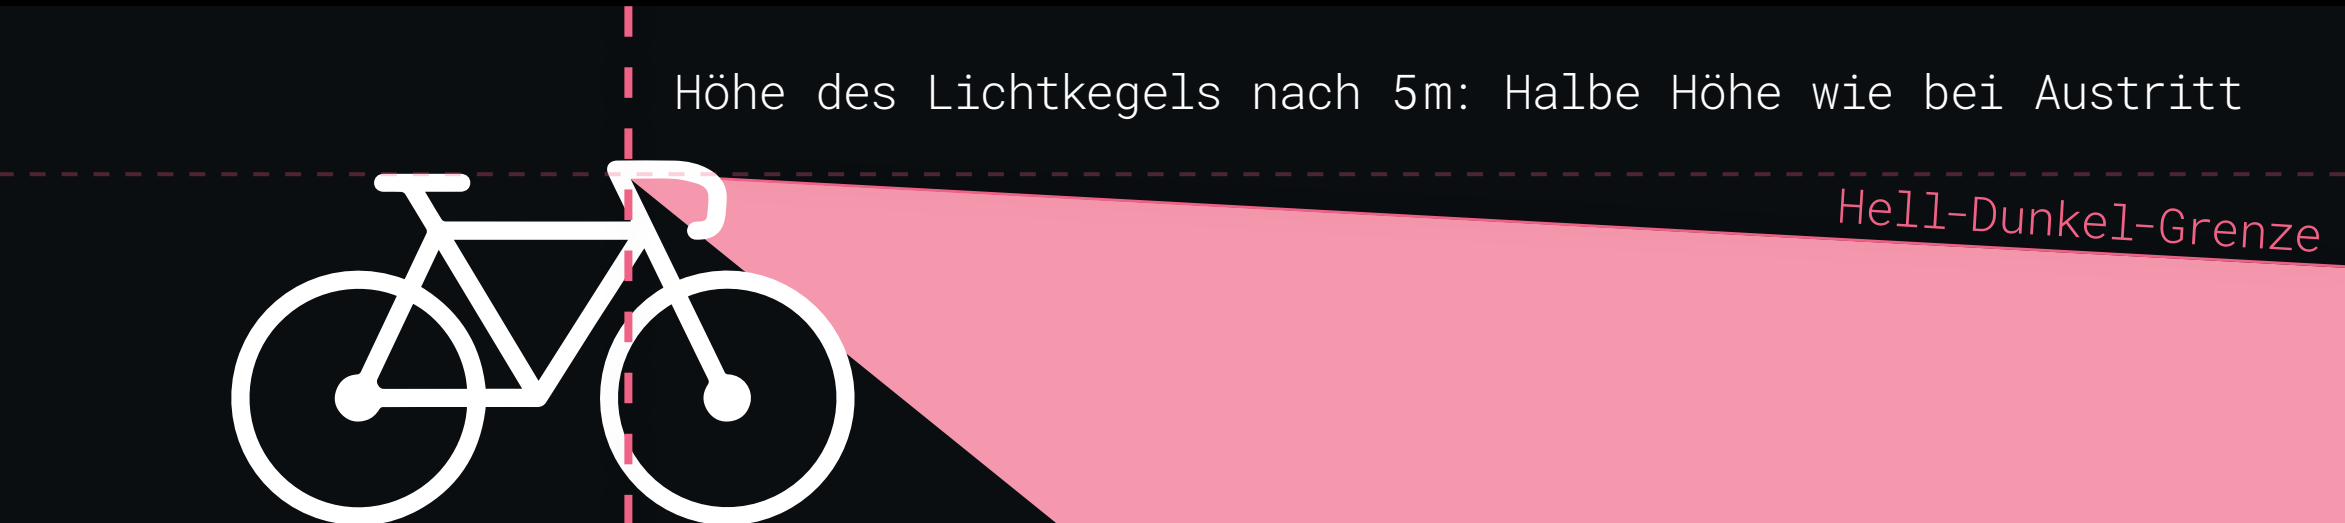 Höhe des Lichtkegels nach 5m: Halbe Höhe wie bei Austritt
Hell-Dunkel-Grenze